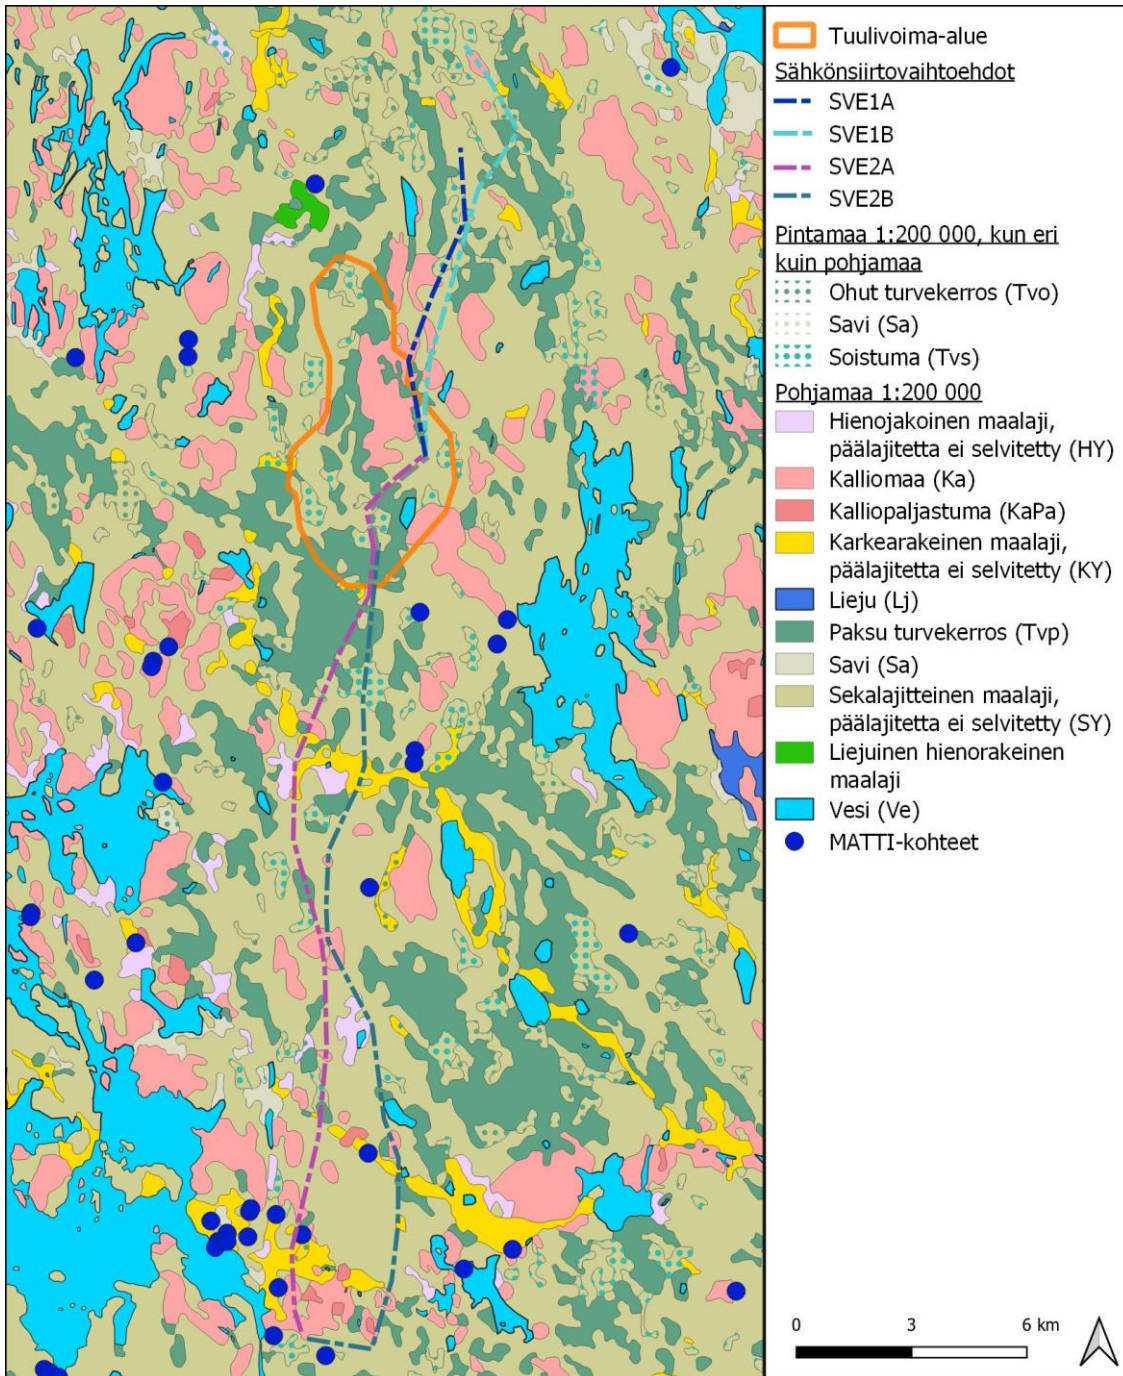 Tuulivoima-alue
Sähkönsiirtovaihtoehdot
SVE1A
SVE1B
SVE2A
SVE2B
Pintamaa 1:200 000, kun eri
kuin pohjamaa
Ohut turvekerros (Tvo)
Savi (Sa)
Soistuma (Tvs)
Pohjamaa 1:200 000
Hienojakoinen maalaji,
päälajitetta ei selvitetty (HY)
Kalliomaa (Ka)
Kalliopaljastuma (KaPa)
Karkearakeinen maalaji,
päälajitetta ei selvitetty (KY)
Lieju (Lj)
Paksu turvekerros (Tvp)
Savi (Sa)
Sekalajitteinen maalaji,
päälajitetta ei selvitetty (SY)
Liejuinen hienorakeinen
maalaji
Vesi (Ve)
MATTI-kohteet
0 3 6 km